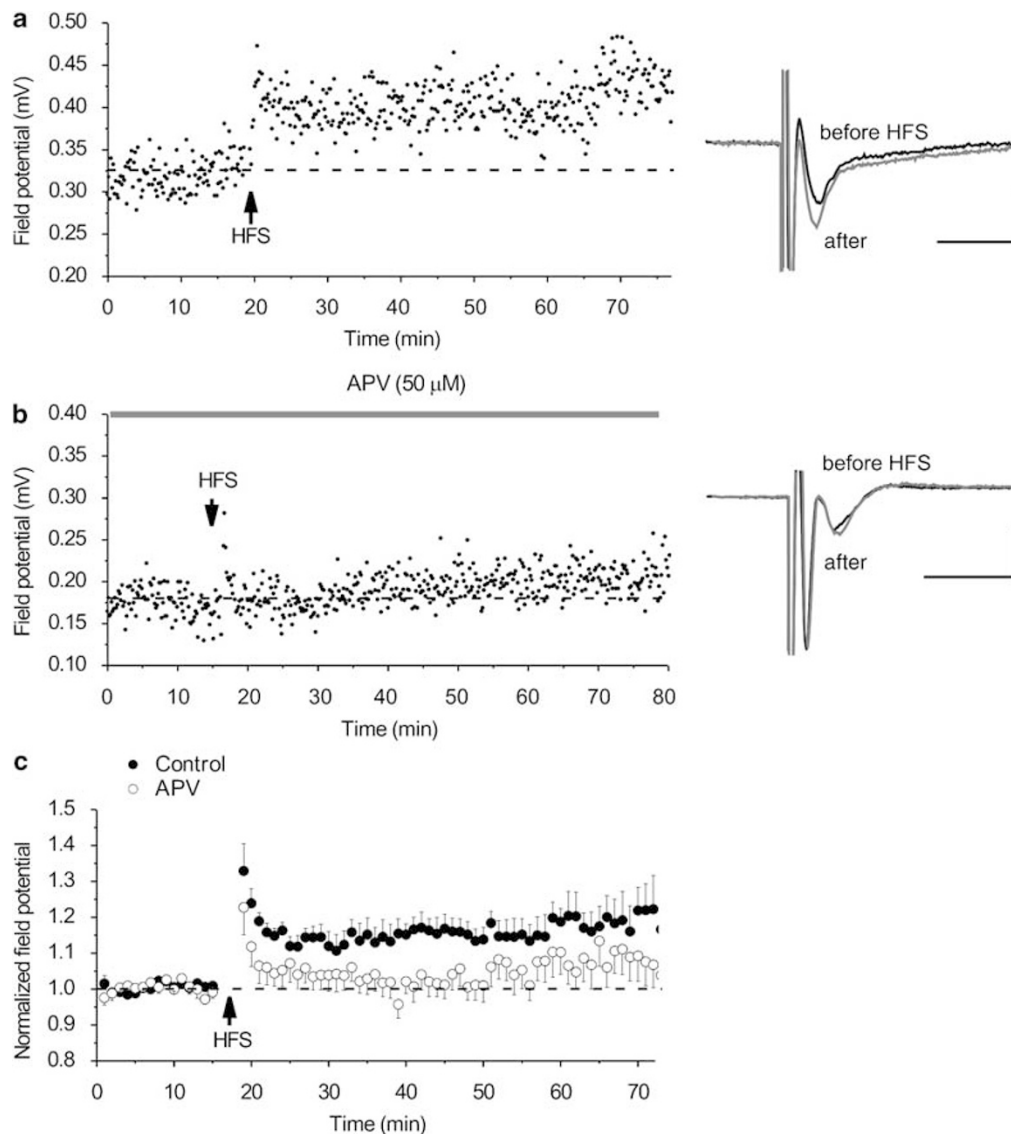 a
Field potential (mV)
0.50
0.45
0.40
0.35
0.30
0.25
0.20
HFS
0 10 20 30 40 50 60 70
Time (min)
before HFS
after
b
APV (50 μM)
Field potential (mV)
0.40
0.35
0.30
0.25
0.20
0.15
0.10
HFS
0 10 20 30 40 50 60 70 80
Time (min)
before HFS
after
c
Control
APV
Normalized field potential
1.5
1.4
1.3
1.2
1.1
1.0
0.9
0.8
HFS
0 10 20 30 40 50 60 70
Time (min)